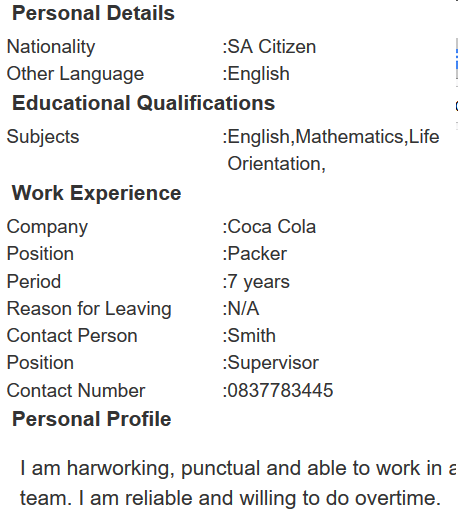 Personal Details
Nationality :SA Citizen
Other Language :English
Educational Qualifications
Subjects :English,Mathematics,Life
Orientation,
Work Experience
Company :Coca Cola
Position :Packer
Period :7 years
Reason for Leaving :N/A
Contact Person :Smith
Position :Supervisor
Contact Number :0837783445
Personal Profile
I am harworking, punctual and able to work in a
team. I am reliable and willing to do overtime.